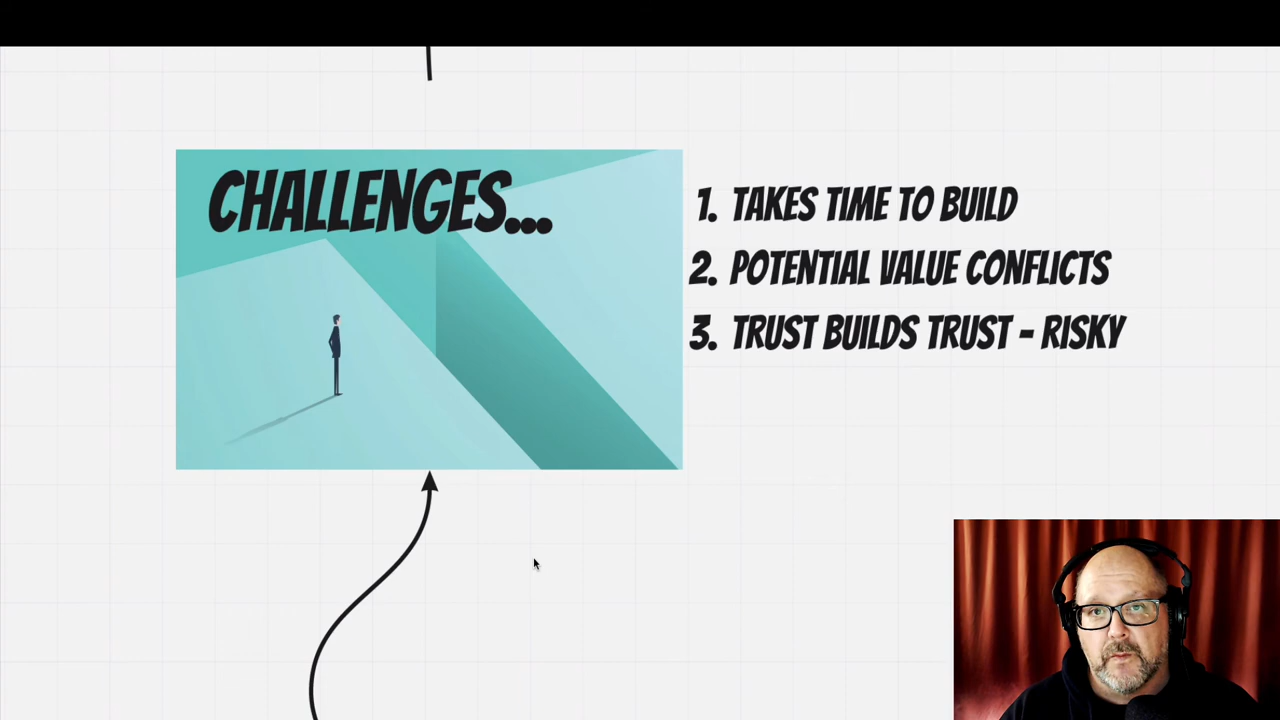 CHALLENGES...
1. TAKES TIME TO BUILD
2. POTENTIAL VALUE CONFLICTS
3. TRUST BUILDS TRUST - RISKY